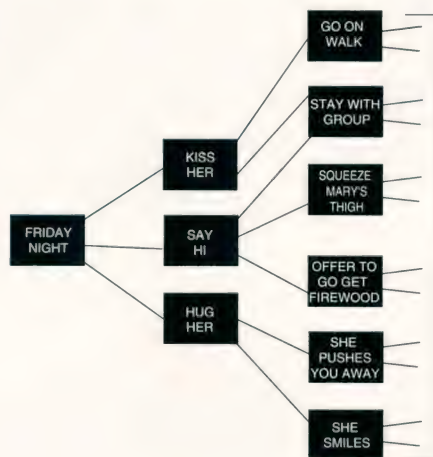 GO ON
WALK
STAY WITH
GROUP
KISS
HER
SQUEEZE
MARY'S
THIGH
FRIDAY
NIGHT
SAY
HI
OFFER TO
GO GET
FIREWOOD
HUG
HER
SHE
PUSHES
YOU AWAY
SHE
SMILES